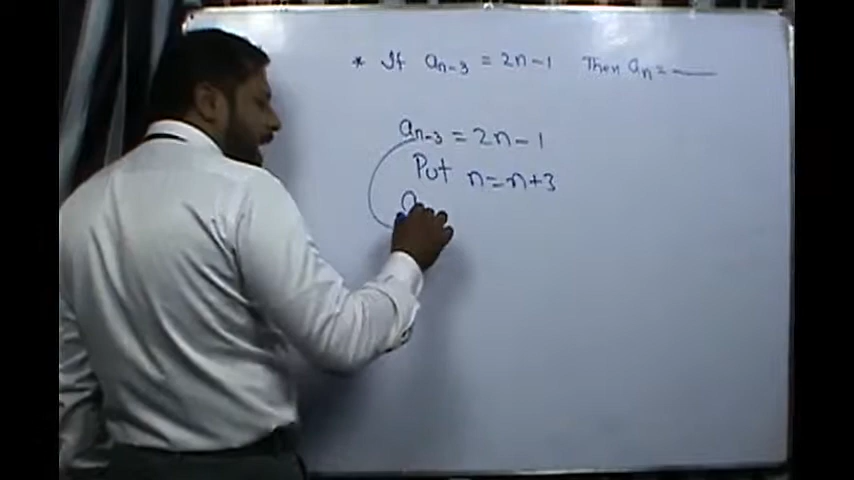 * If aₙ₋₃ = 2n-1 Then aₙ = ___
aₙ₋₃ = 2n-1
Put n=n+3
a